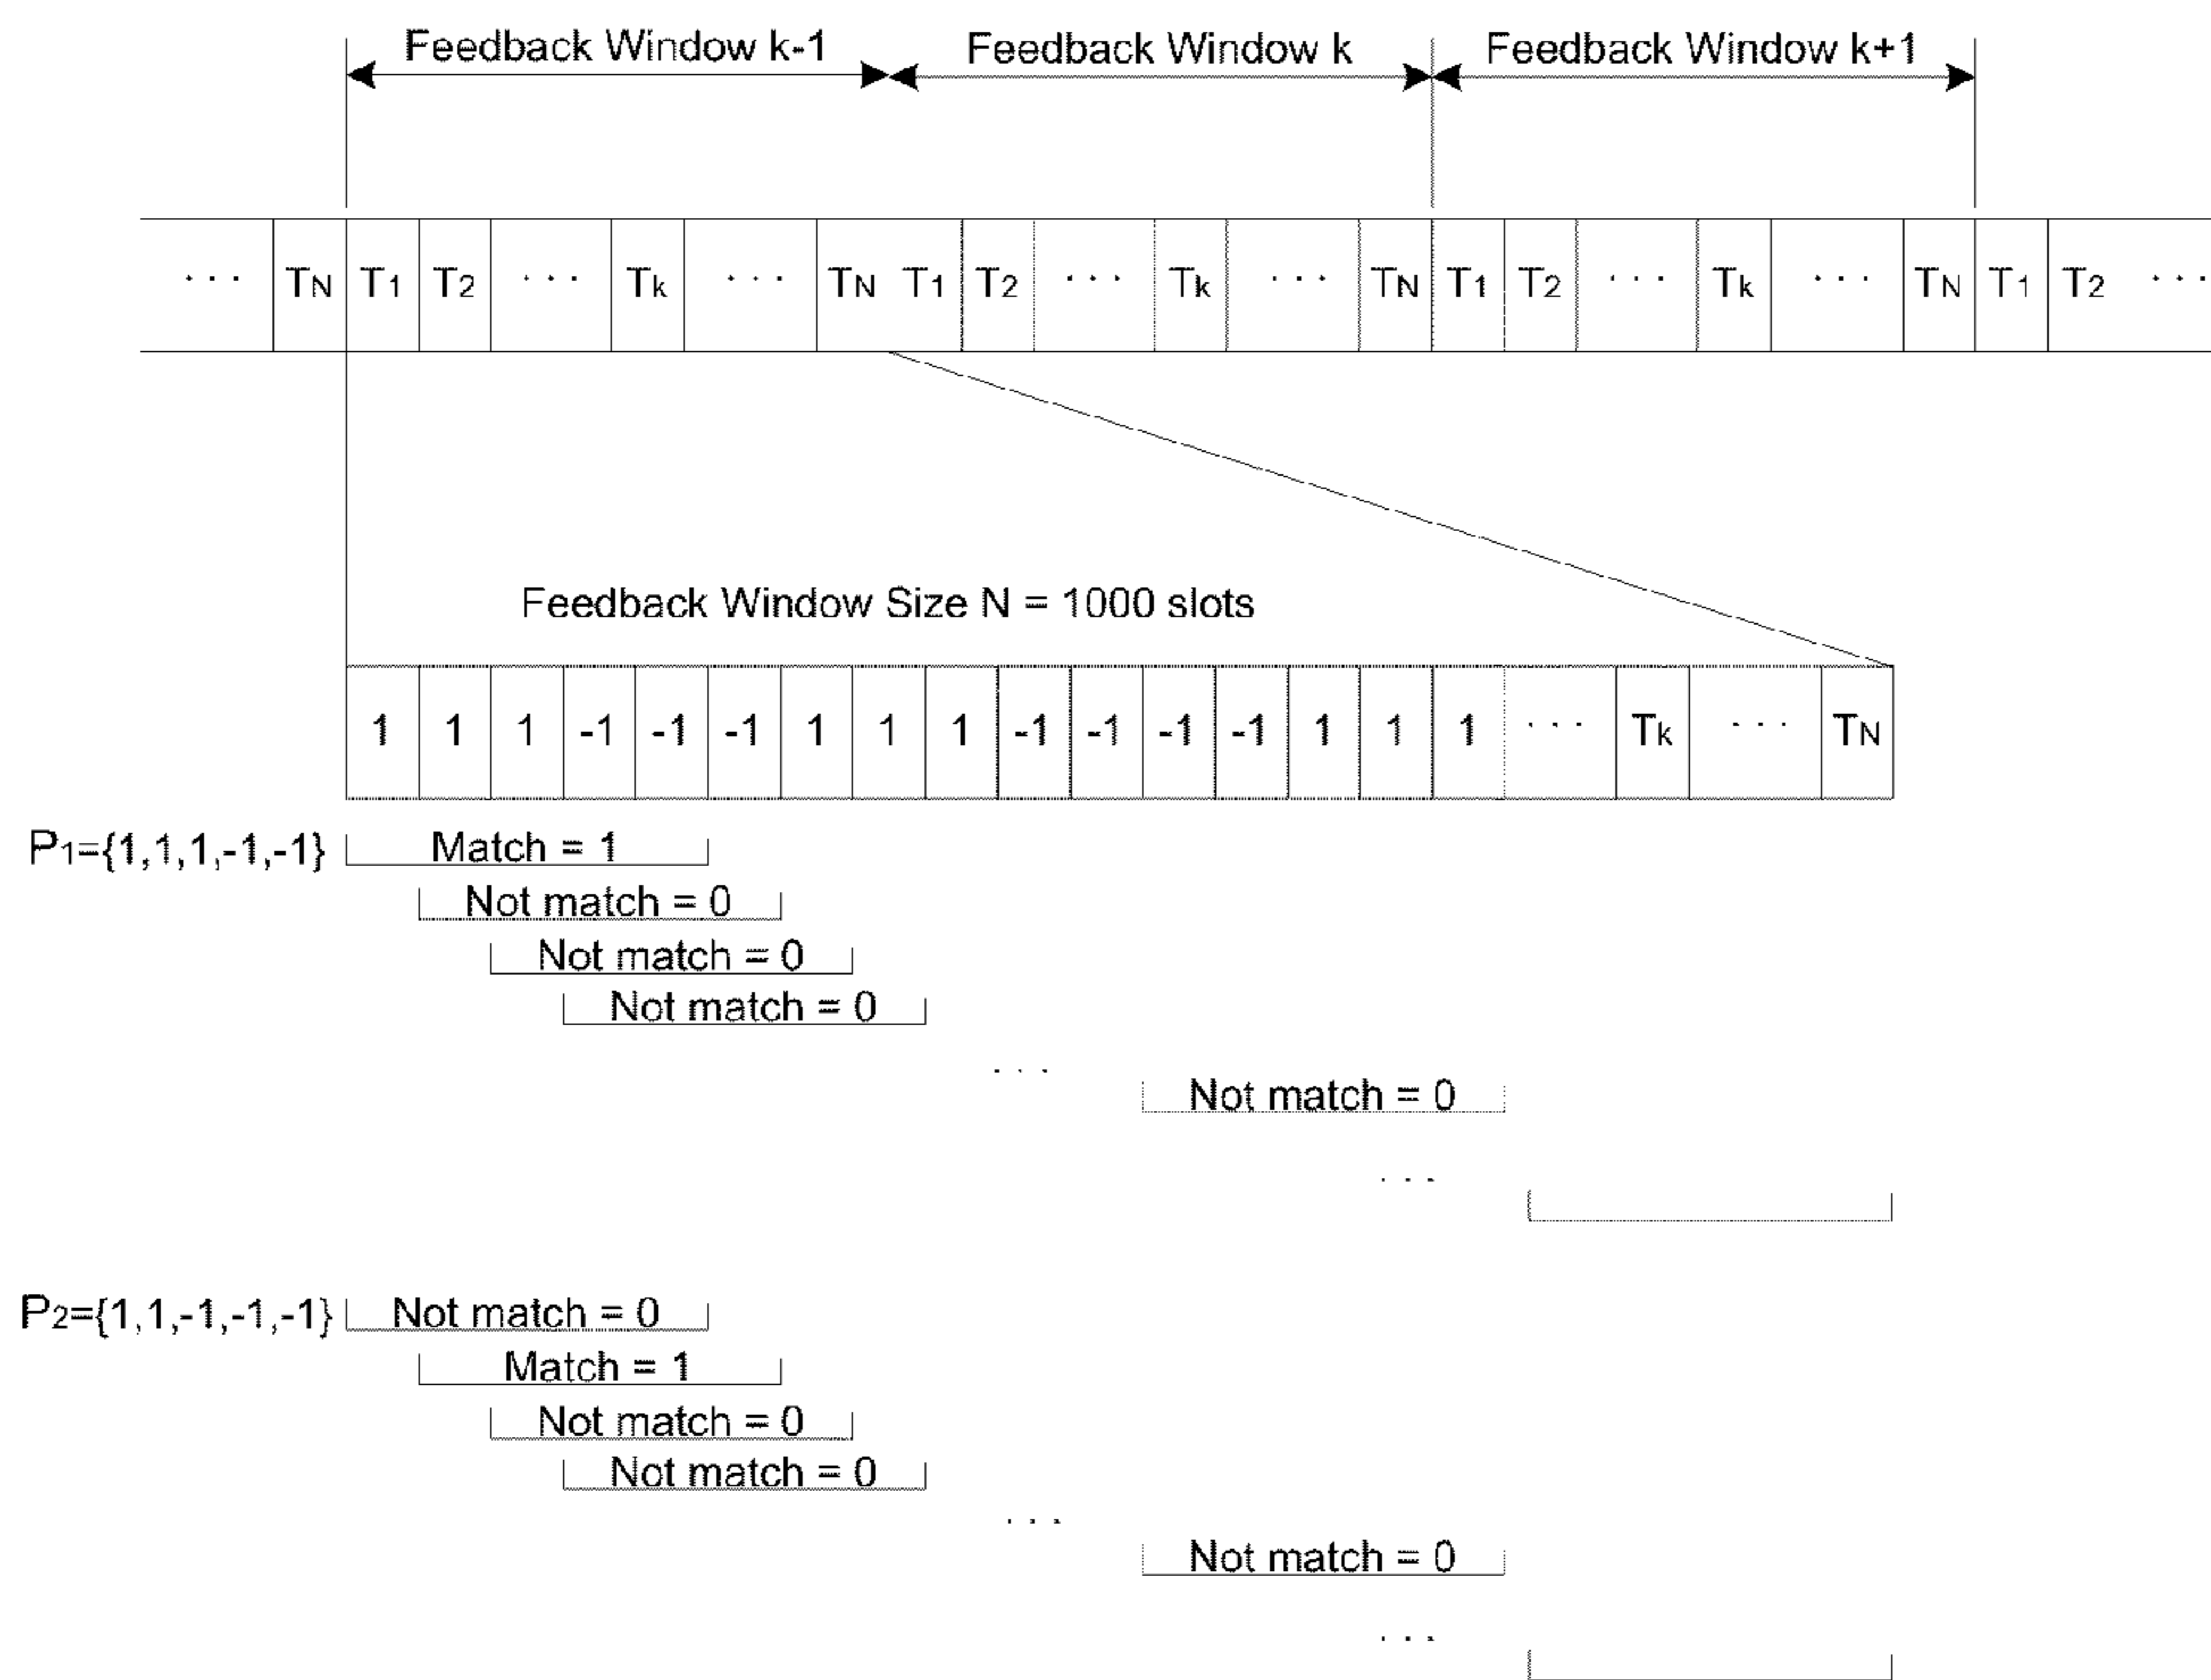 Feedback Window k-1 Feedback Window k Feedback Window k+1
... TN T1 T2 ... Tk ... TN T1 T2 ... Tk ... TN T1 T2 ... Tk ... TN T1 T2 ...
Feedback Window Size N = 1000 slots
1 1 1 -1 -1 -1 1 1 1 -1 -1 -1 -1 1 1 1 ... Tk ... TN
P1={1,1,1,-1,-1} Match = 1
Not match = 0
Not match = 0
Not match = 0
...
Not match = 0
...
P2={1,1,-1,-1,-1} Not match = 0
Match = 1
Not match = 0
Not match = 0
...
Not match = 0
...